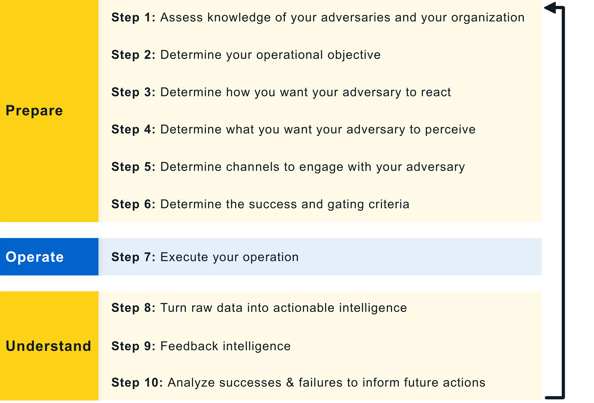 Prepare
Step 1: Assess knowledge of your adversaries and your organization
Step 2: Determine your operational objective
Step 3: Determine how you want your adversary to react
Step 4: Determine what you want your adversary to perceive
Step 5: Determine channels to engage with your adversary
Step 6: Determine the success and gating criteria
Operate
Step 7: Execute your operation
Understand
Step 8: Turn raw data into actionable intelligence
Step 9: Feedback intelligence
Step 10: Analyze successes & failures to inform future actions